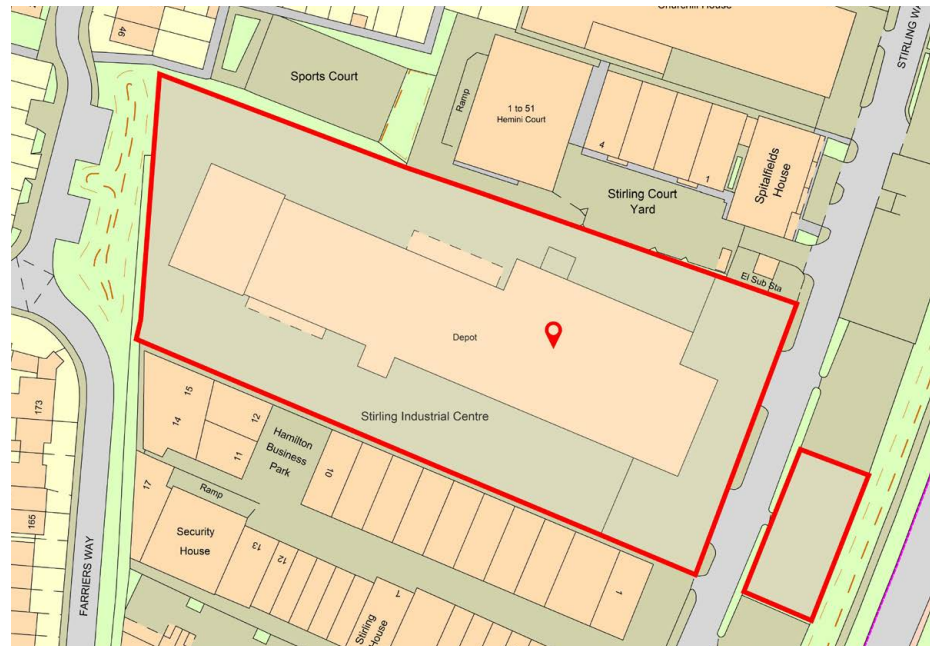 Churchill House
STIRLING WA
46
Sports Court
Ramp
1 to 51
Hemini Court
4
1
Spitalfields
House
Stirling Court
Yard
El Sub Sta
Depot
Stirling Industrial Centre
15
14
12
11
Hamilton
Business
Park
10
173
17
Ramp
Security
House
13
12
7
1
165
Stirling
House
FARRIERS WAY